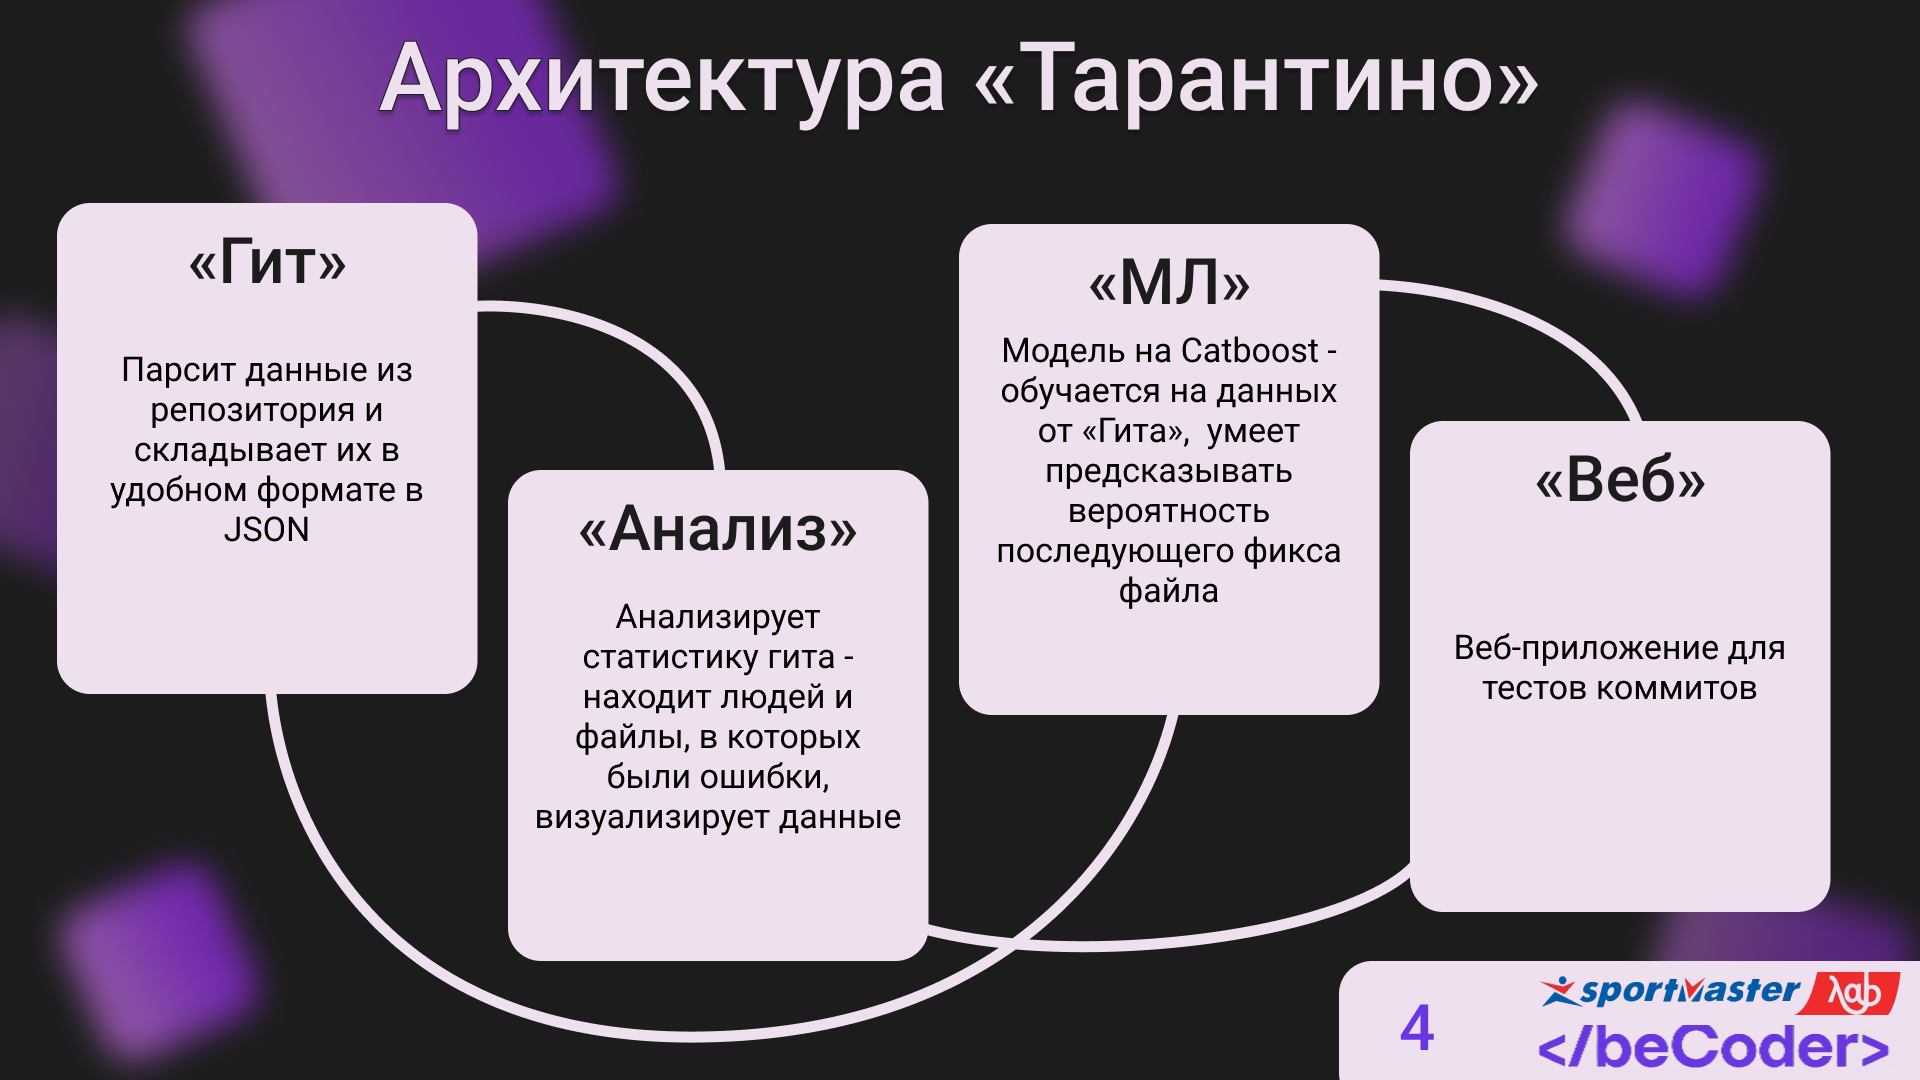 Архитектура «Тарантино»
«Гит»
Парсит данные из
репозитория и
складывает их в
удобном формате в
JSON
«Анализ»
Анализирует
статистику гита -
находит людей и
файлы, в которых
были ошибки,
визуализирует данные
«МЛ»
Модель на Catboost -
обучается на данных
от «Гита»,  умеет
предсказывать
вероятность
последующего фикса
файла
«Веб»
Веб-приложение для
тестов коммитов
4
sportmaster λab
</beCoder>